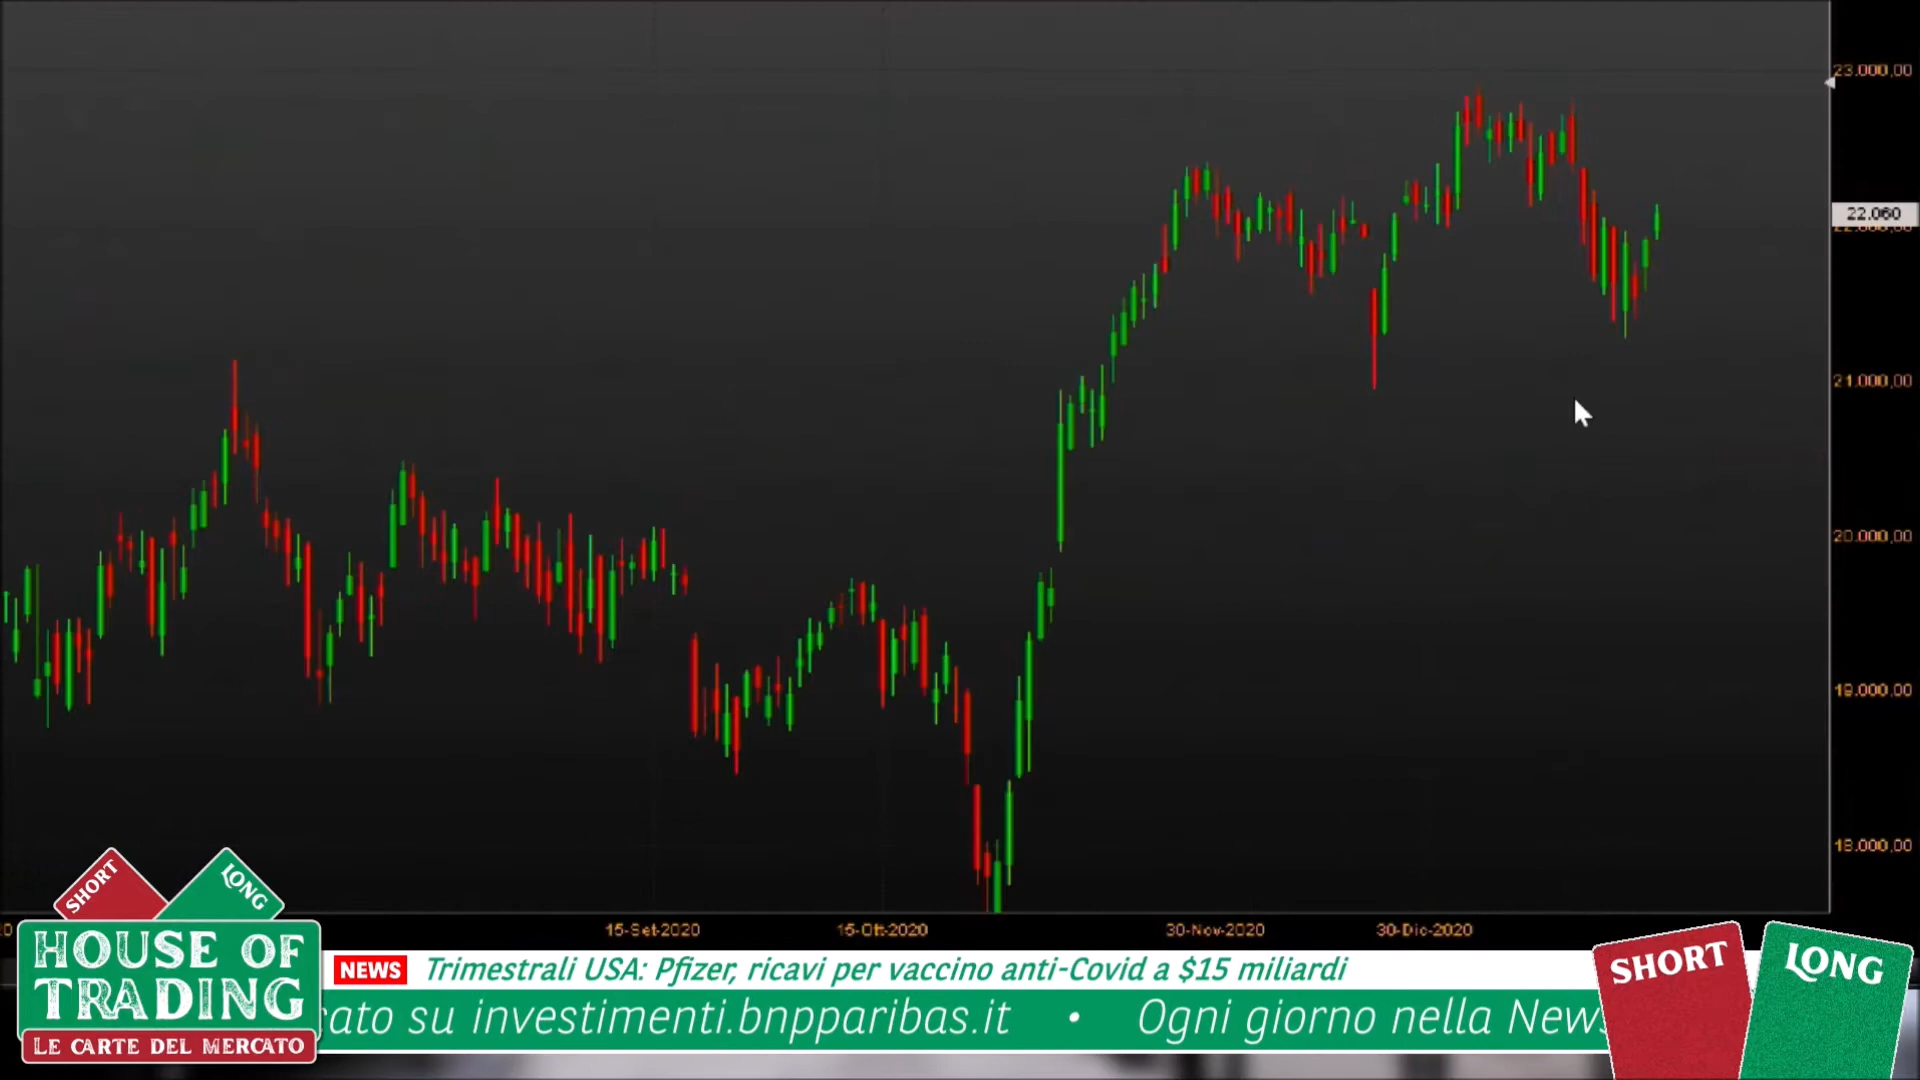 23.000,00
22.060
21.000,00
20.000,00
19.000,00
18.000,00
15-Set-2020
15-Ott-2020
30-Nov-2020
30-Dic-2020
SHORT
LONG
HOUSE OF
TRADING
LE CARTE DEL MERCATO
NEWS Trimestrali USA: Pfizer, ricavi per vaccino anti-Covid a $15 miliardi
cato su investimenti.bnpparibas.it • Ogni giorno nella News
SHORT
LONG